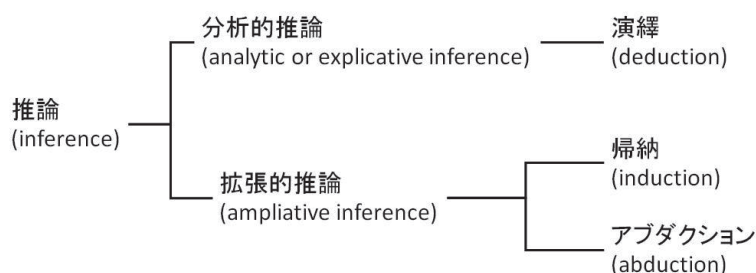 推論
(inference)
分析的推論
(analytic or explicative inference)
演繹
(deduction)
拡張的推論
(ampliative inference)
帰納
(induction)
アブダクション
(abduction)